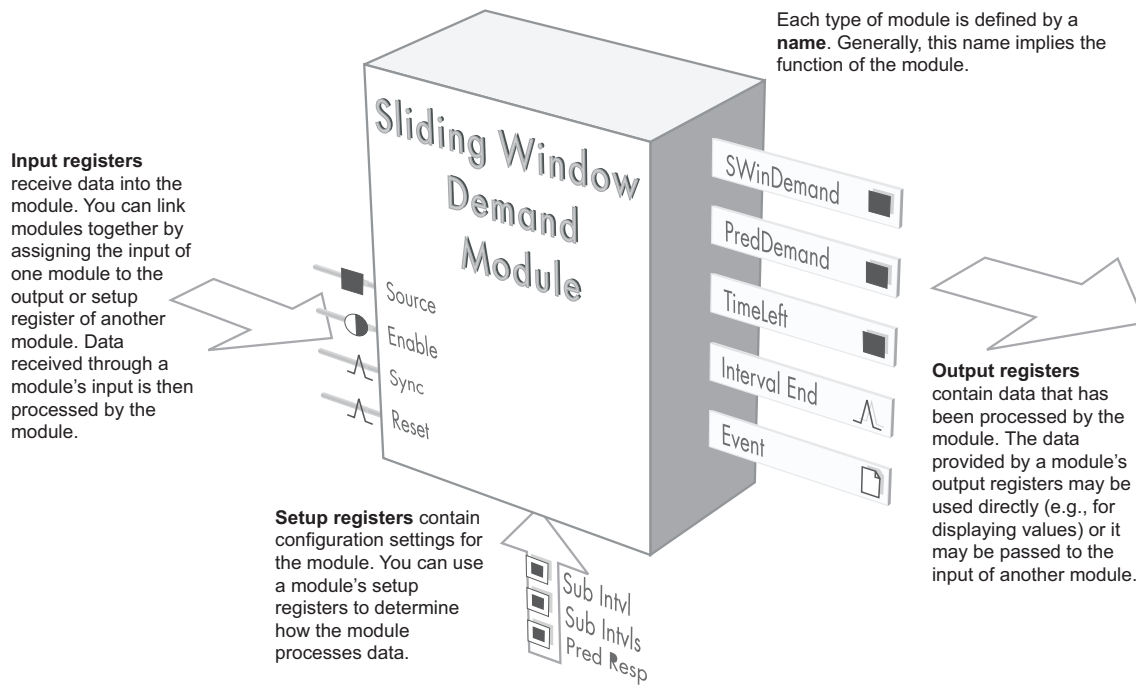 Each type of module is defined by a
name. Generally, this name implies the
function of the module.
Input registers
receive data into the
module. You can link
modules together by
assigning the input of
one module to the
output or setup
register of another
module. Data
received through a
module’s input is then
processed by the
module.
Sliding Window
Demand
Module
Source
Enable
Sync
Reset
SWinDemand
PredDemand
TimeLeft
Interval End
Event
Output registers
contain data that has
been processed by the
module. The data
provided by a module’s
output registers may be
used directly (e.g., for
displaying values) or it
may be passed to the
input of another module.
Setup registers contain
configuration settings for
the module. You can use
a module’s setup
registers to determine
how the module
processes data.
Sub Intvl
Sub Intvls
Pred Resp